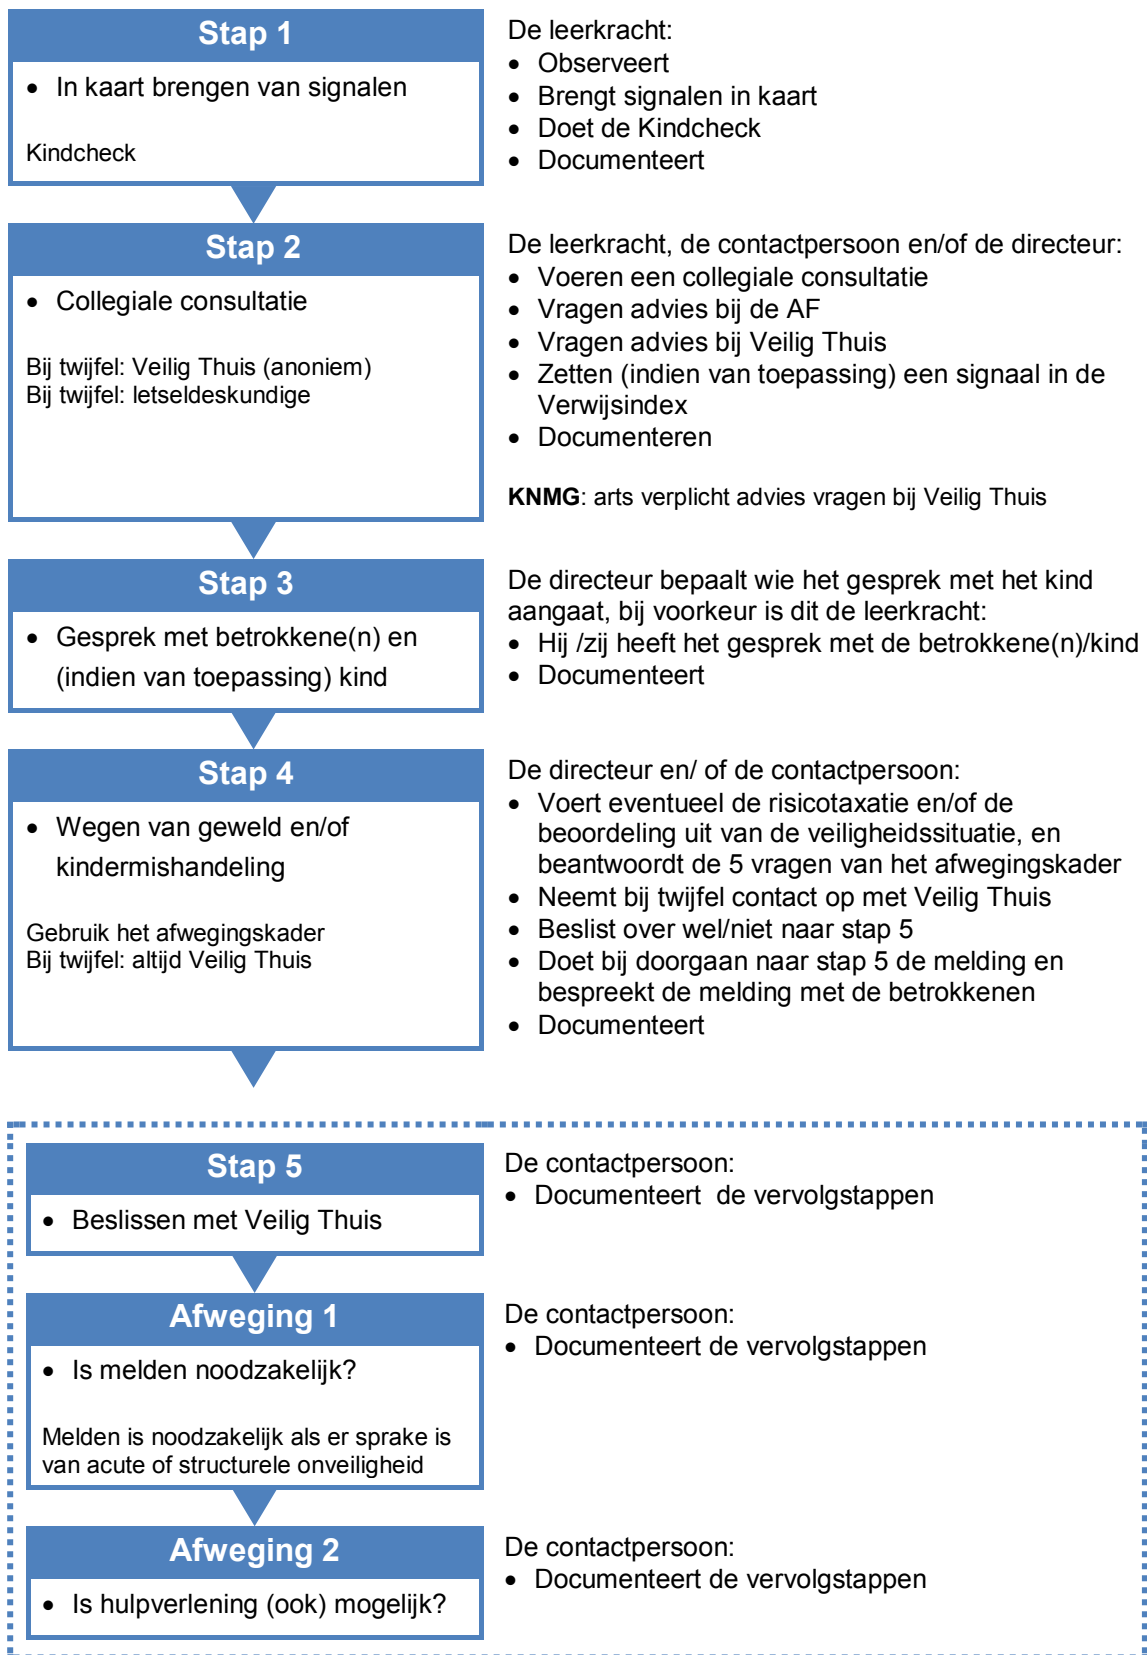 Stap 1
• In kaart brengen van signalen
Kindcheck
De leerkracht:
• Observeert
• Brengt signalen in kaart
• Doet de Kindcheck
• Documenteert
Stap 2
• Collegiale consultatie
Bij twijfel: Veilig Thuis (anoniem)
Bij twijfel: letseldeskundige
De leerkracht, de contactpersoon en/of de directeur:
• Voeren een collegiale consultatie
• Vragen advies bij de AF
• Vragen advies bij Veilig Thuis
• Zetten (indien van toepassing) een signaal in de
Verwijsindex
• Documenteren
KNMG: arts verplicht advies vragen bij Veilig Thuis
Stap 3
• Gesprek met betrokkene(n) en
(indien van toepassing) kind
De directeur bepaalt wie het gesprek met het kind
aangaat, bij voorkeur is dit de leerkracht:
• Hij /zij heeft het gesprek met de betrokkene(n)/kind
• Documenteert
Stap 4
• Wegen van geweld en/of
kindermishandeling
Gebruik het afwegingskader
Bij twijfel: altijd Veilig Thuis
De directeur en/ of de contactpersoon:
• Voert eventueel de risicotaxatie en/of de
beoordeling uit van de veiligheidssituatie, en
beantwoordt de 5 vragen van het afwegingskader
• Neemt bij twijfel contact op met Veilig Thuis
• Beslist over wel/niet naar stap 5
• Doet bij doorgaan naar stap 5 de melding en
bespreekt de melding met de betrokkenen
• Documenteert
Stap 5
• Beslissen met Veilig Thuis
De contactpersoon:
• Documenteert de vervolgstappen
Afweging 1
• Is melden noodzakelijk?
Melden is noodzakelijk als er sprake is
van acute of structurele onveiligheid
De contactpersoon:
• Documenteert de vervolgstappen
Afweging 2
• Is hulpverlening (ook) mogelijk?
De contactpersoon:
• Documenteert de vervolgstappen